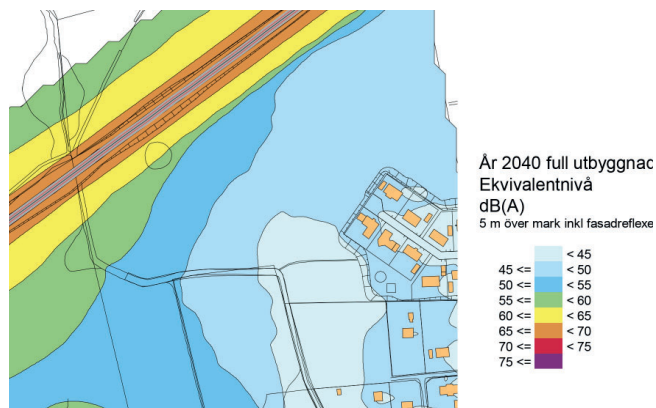 År 2040 full utbyggnad
Ekvivalentnivå
dB(A)
5 m över mark inkl fasadreflexe
< 45
45 <= < 50
50 <= < 55
55 <= < 60
60 <= < 65
65 <= < 70
70 <= < 75
75 <=